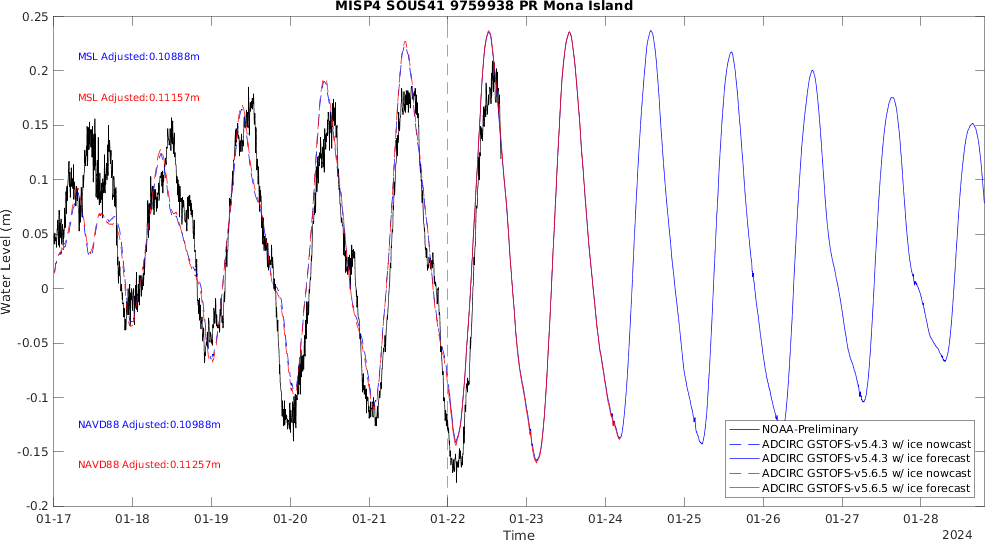 MISP4 SOUS41 9759938 PR Mona Island
0.25
0.2
0.15
0.1
0.05
0
-0.05
-0.1
-0.15
-0.2
Water Level (m)
MSL Adjusted:0.10888m
MSL Adjusted:0.11157m
NAVD88 Adjusted:0.10988m
NAVD88 Adjusted:0.11257m
NOAA-Preliminary
ADCIRC GSTOFS-v5.4.3 w/ ice nowcast
ADCIRC GSTOFS-v5.4.3 w/ ice forecast
ADCIRC GSTOFS-v5.6.5 w/ ice nowcast
ADCIRC GSTOFS-v5.6.5 w/ ice forecast
01-17 01-18 01-19 01-20 01-21 01-22 01-23 01-24 01-25 01-26 01-27 01-28
Time
2024